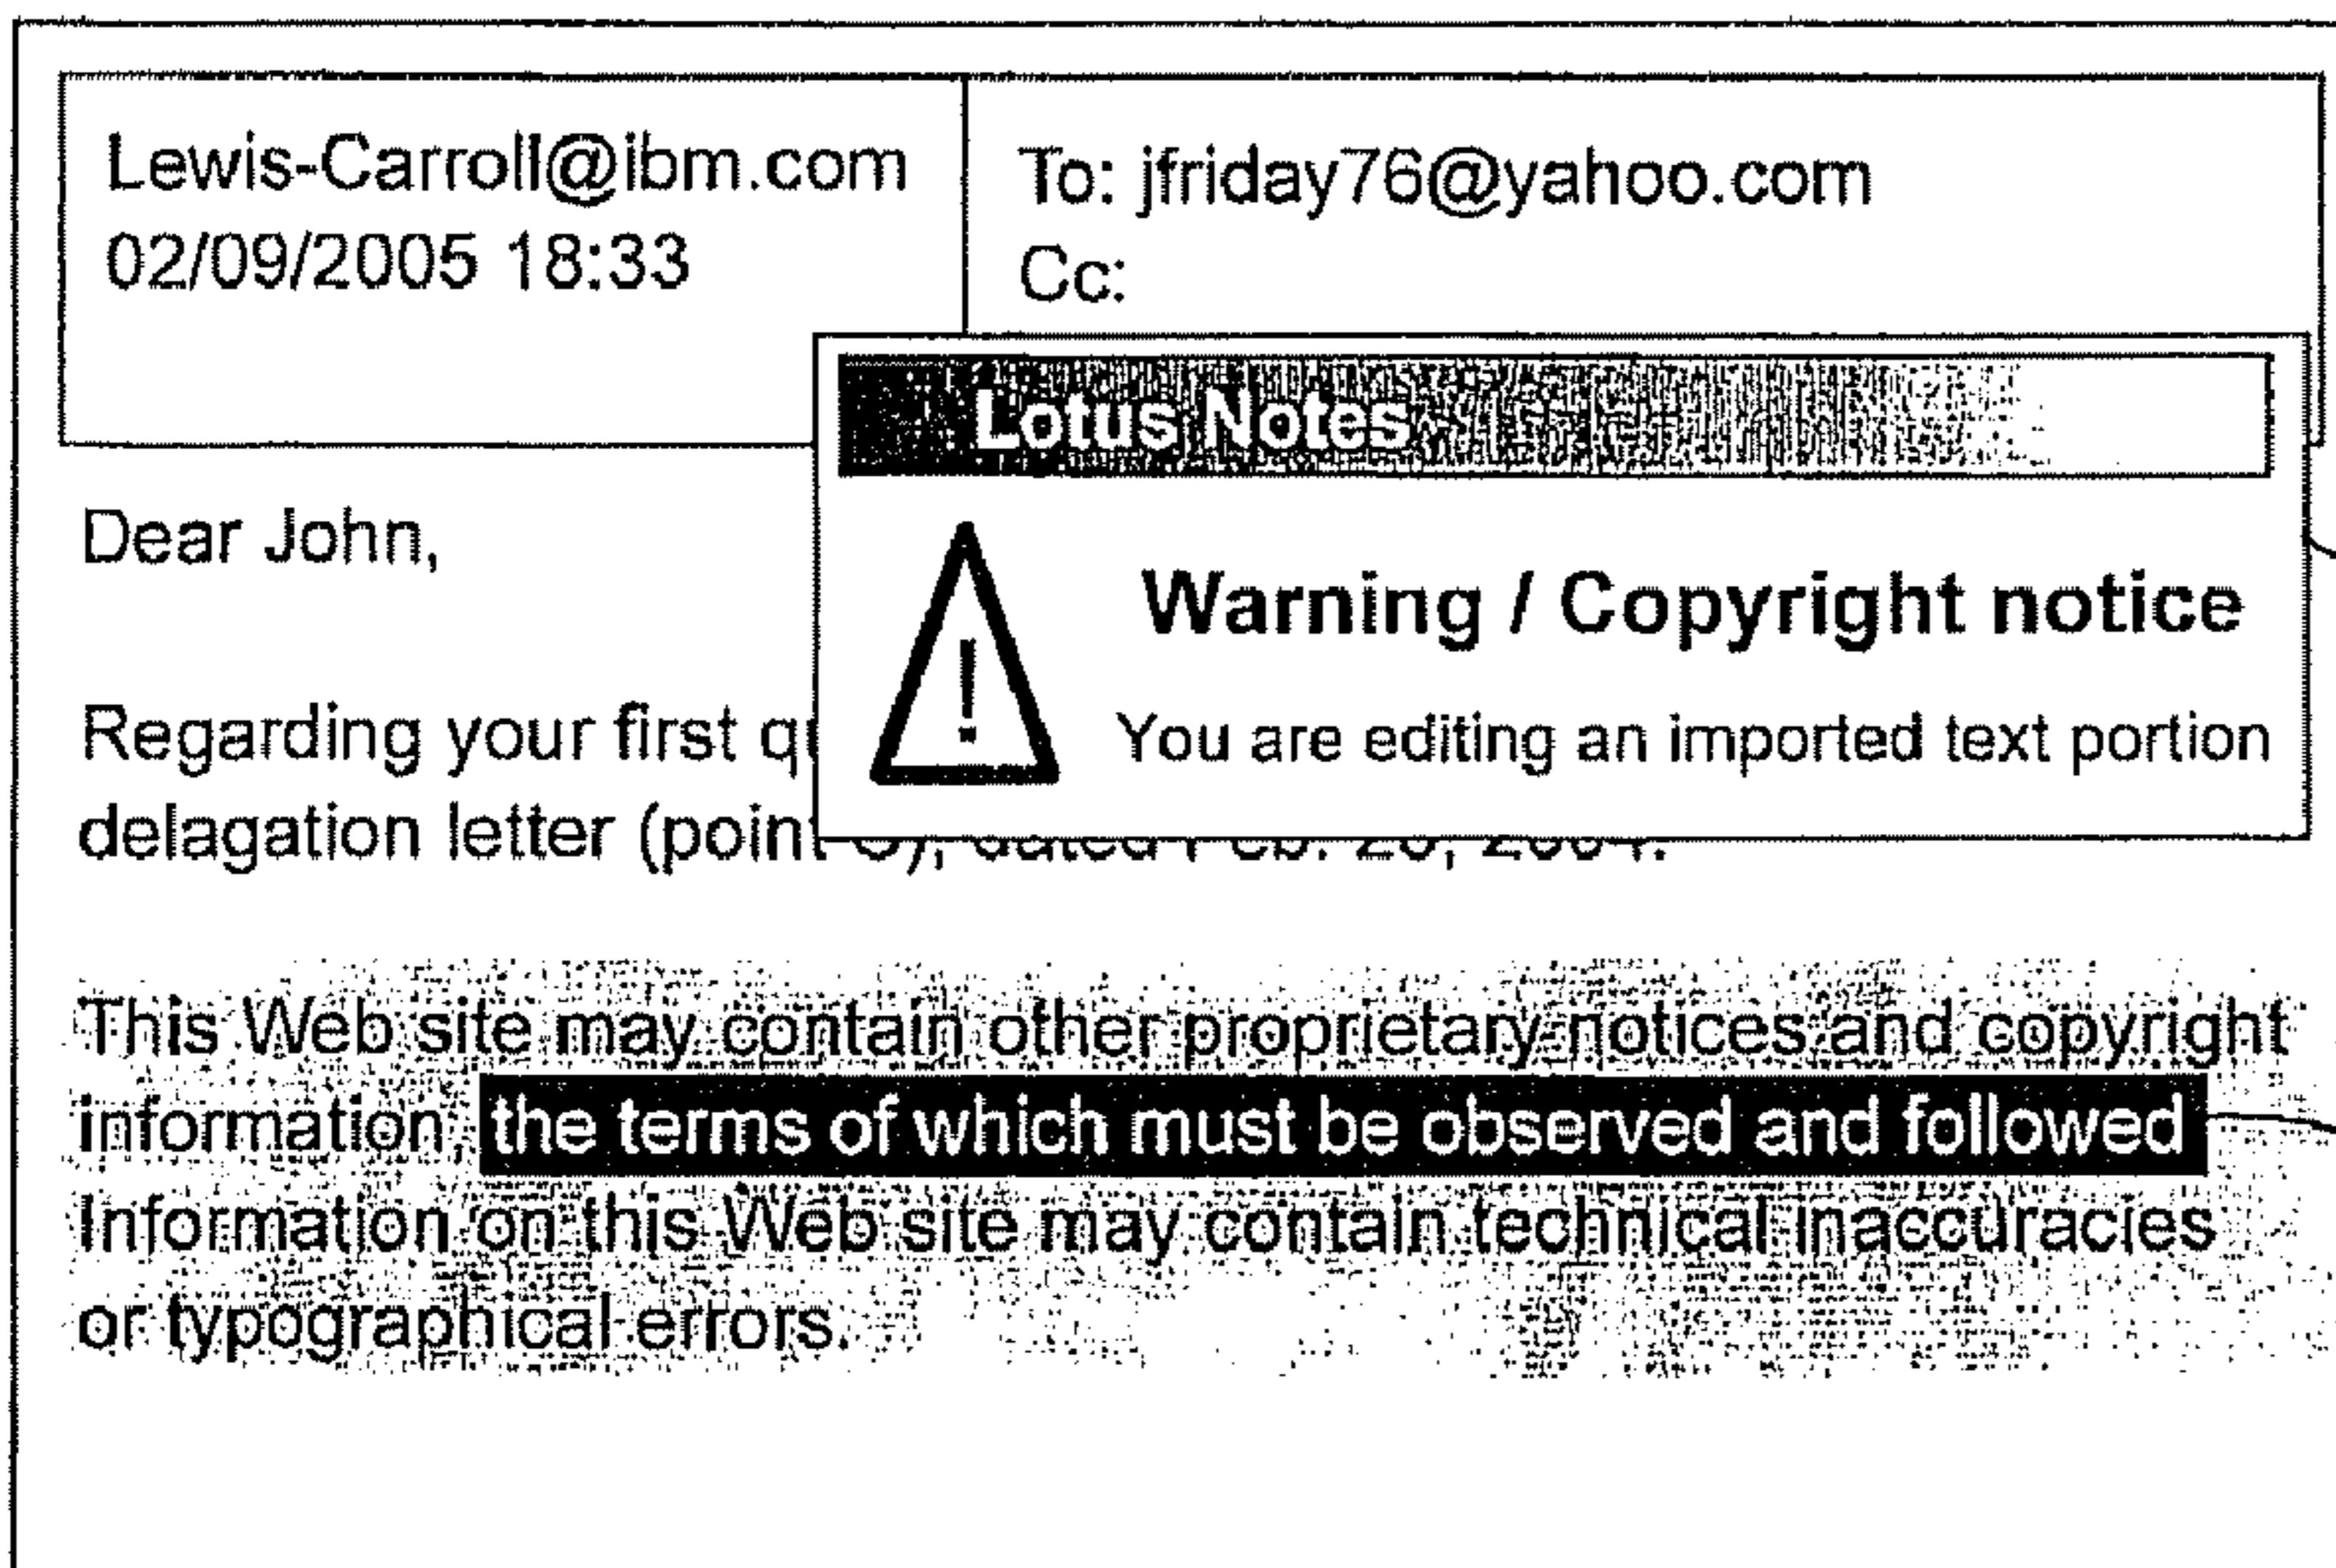 Lewis-Carroll@ibm.com
02/09/2005 18:33
To: jfriday76@yahoo.com
Cc:
Lotus Notes
Warning / Copyright notice
You are editing an imported text portion
Dear John,
Regarding your first
delagation letter (point dated Feb.
This Web site may contain other proprietary notices and copyright
information, the terms of which must be observed and followed
Information on this Web site may contain technical inaccuracies
or typographical errors.